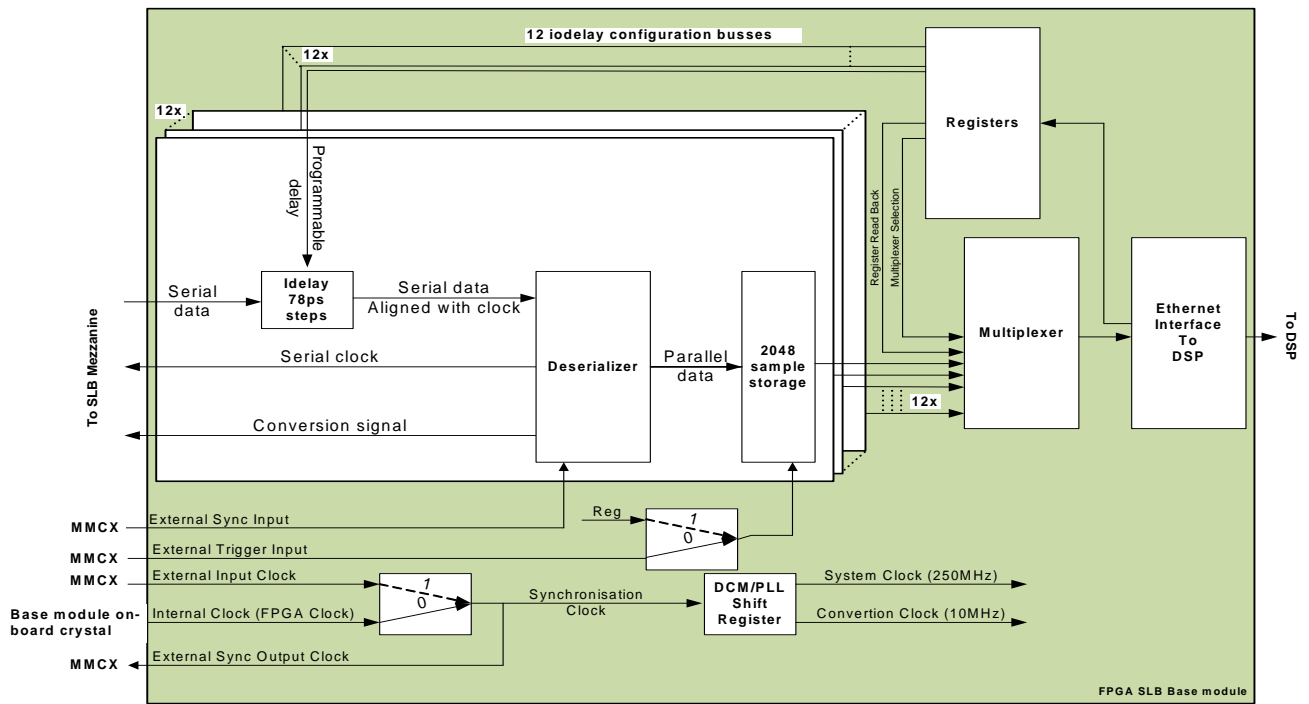 12 iodelay configuration busses
12x
12x
Registers
Programmable
delay
Register Read Back
Multiplexer Selection
Serial
data
Idelay
78ps
steps
Serial data
Aligned with clock
Serial clock
Conversion signal
Deserializer
Parallel
data
2048
sample
storage
12x
Multiplexer
Ethernet
Interface
To
DSP
To DSP
To SLB Mezzanine
MMCX
External Sync Input
Reg
1
0
MMCX
External Trigger Input
MMCX
External Input Clock
1
0
Base module on-
board crystal
Internal Clock (FPGA Clock)
Synchronisation
Clock
DCM/PLL
Shift
Register
System Clock (250MHz)
Convertion Clock (10MHz)
MMCX
External Sync Output Clock
FPGA SLB Base module